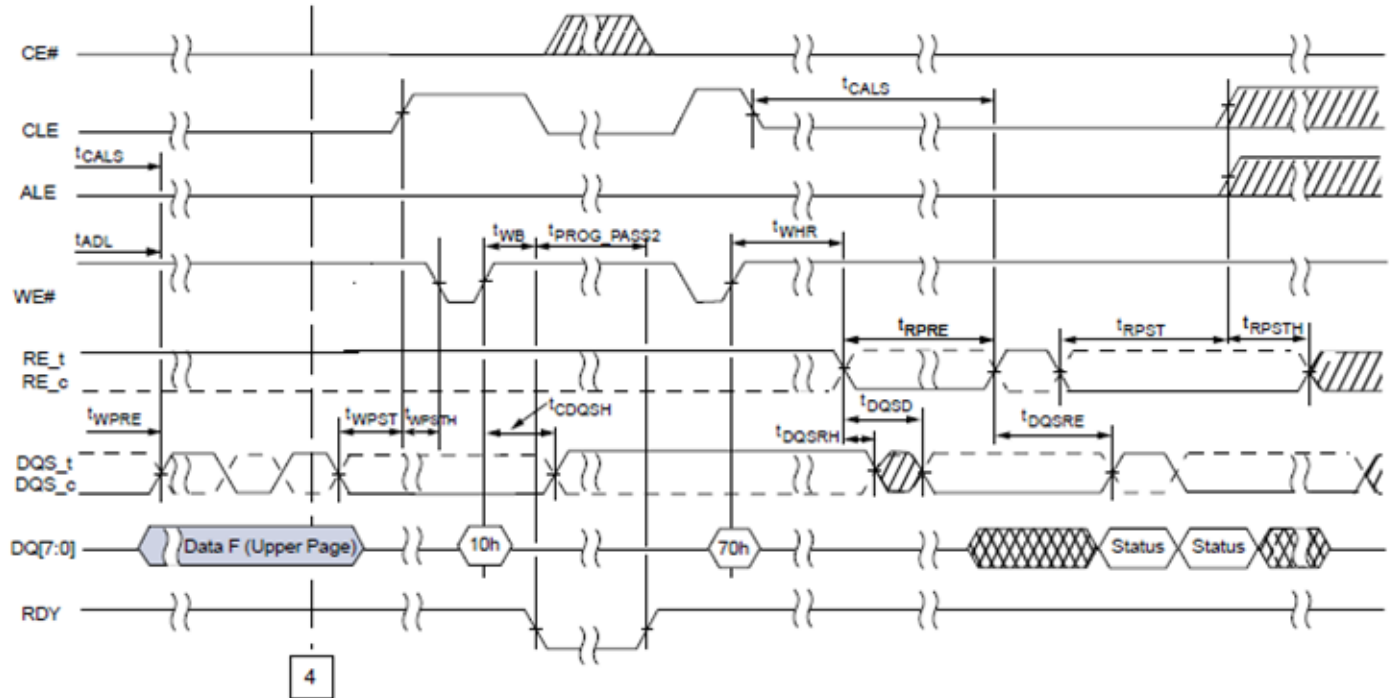 CE#
tCALS
CLE
tCALS
ALE
tADL
tWB
tPROG_PASS2
tWHR
WE#
tRPRE
tRPST
tRPSTH
RE_t
RE_c
tWPRE
tWPST
tWPSTH
tCDQSH
tDQSRH
tDQSD
tDQSRE
DQS_t
DQS_c
DQ[7:0]
Data F (Upper Page)
10h
70h
Status
Status
RDY
4